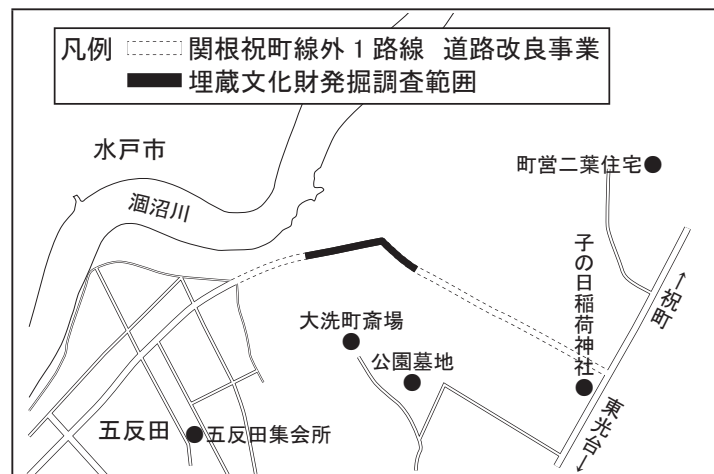 凡例 関根祝町線外1路線 道路改良事業
埋蔵文化財発掘調査範囲
水戸市
涸沼川
町営二葉住宅
子の日稲荷神社
←祝町
大洗町斎場
公園墓地
東光台→
五反田
五反田集会所